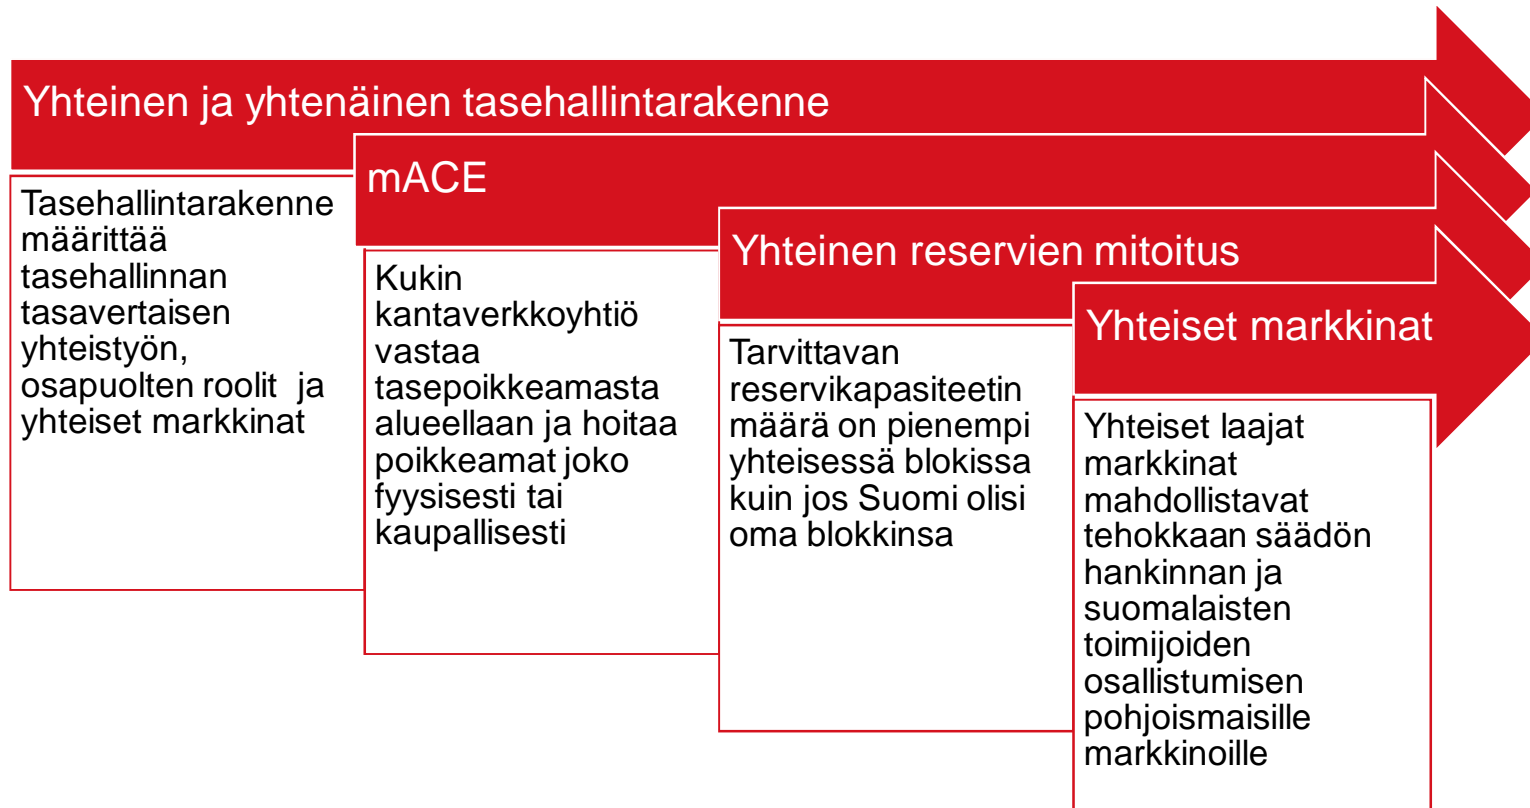 Yhteinen ja yhtenäinen tasehallintarakenne
Tasehallintarakenne
määrittää
tasehallinnan
tasavertaisen
yhteistyön,
osapuolten roolit ja
yhteiset markkinat
mACE
Kukin
kantaverkkoyhtiö
vastaa
tasepoikkeamasta
alueellaan ja hoitaa
poikkeamat joko
fyysisesti tai
kaupallisesti
Yhteinen reservien mitoitus
Tarvittavan
reservikapasiteetin
määrä on pienempi
yhteisessä blokissa
kuin jos Suomi olisi
oma blokkinsa
Yhteiset markkinat
Yhteiset laajat
markkinat
mahdollistavat
tehokkaan säädön
hankinnan ja
suomalaisten
toimijoiden
osallistumisen
pohjoismaisille
markkinoille